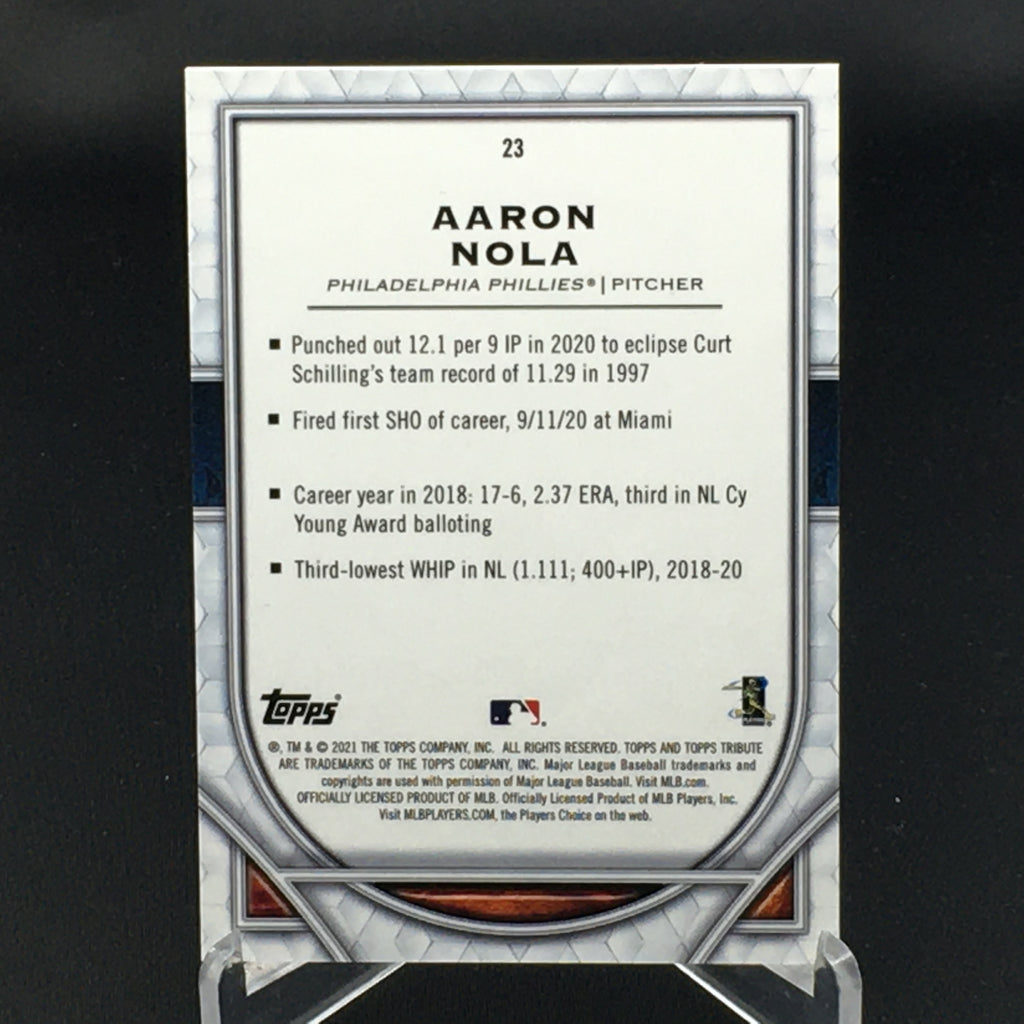 23
AARON
NOLA
PHILADELPHIA PHILLIES® | PITCHER
■ Punched out 12.1 per 9 IP in 2020 to eclipse Curt
Schilling's team record of 11.29 in 1997
■ Fired first SHO of career, 9/11/20 at Miami
■ Career year in 2018: 17-6, 2.37 ERA, third in NL Cy
Young Award balloting
■ Third-lowest WHIP in NL (1.111; 400+IP), 2018-20
topps®
®, TM & © 2021 THE TOPPS COMPANY, INC. ALL RIGHTS RESERVED. TOPPS AND TOPPS TRIBUTE
ARE TRADEMARKS OF THE TOPPS COMPANY, INC. Major League Baseball trademarks and
copyrights are used with permission of Major League Baseball. Visit MLB.com.
OFFICIALLY LICENSED PRODUCT OF MLB. Officially Licensed Product of MLB Players, Inc.
Visit MLBPLAYERS.COM, the Players Choice on the web.